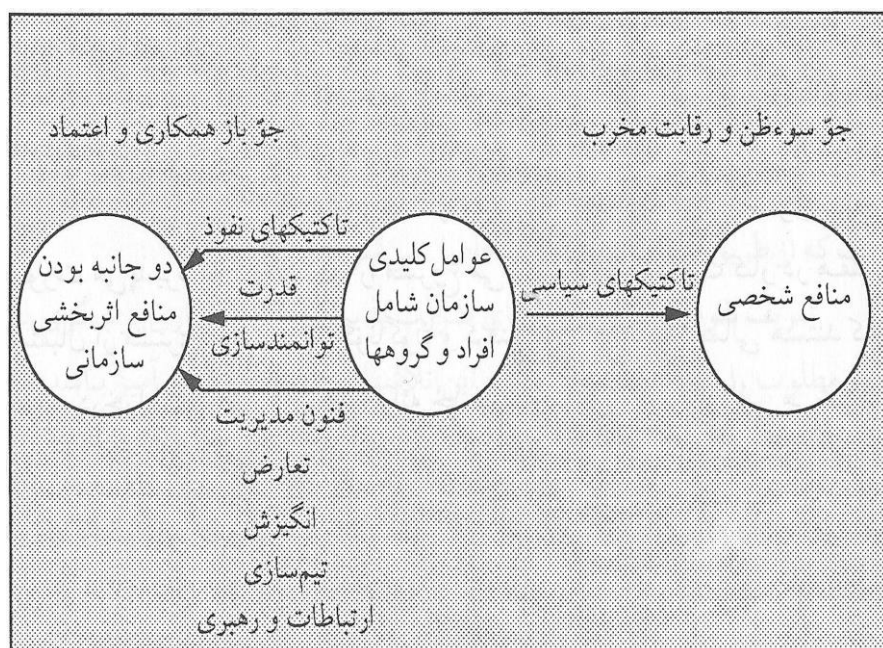 جوّ سوءظن و رقابت مخرب
جوّ باز همکاری و اعتماد
منافع شخصی
تاکتیکهای سیاسی
عوامل کلیدی
سازمان شامل
افراد و گروهها
تاکتیکهای نفوذ
قدرت
توانمندسازی
فنون مدیریت
تعارض
انگیزش
تیم‌سازی
ارتباطات و رهبری
دو جانبه بودن
منافع اثربخشی
سازمانی